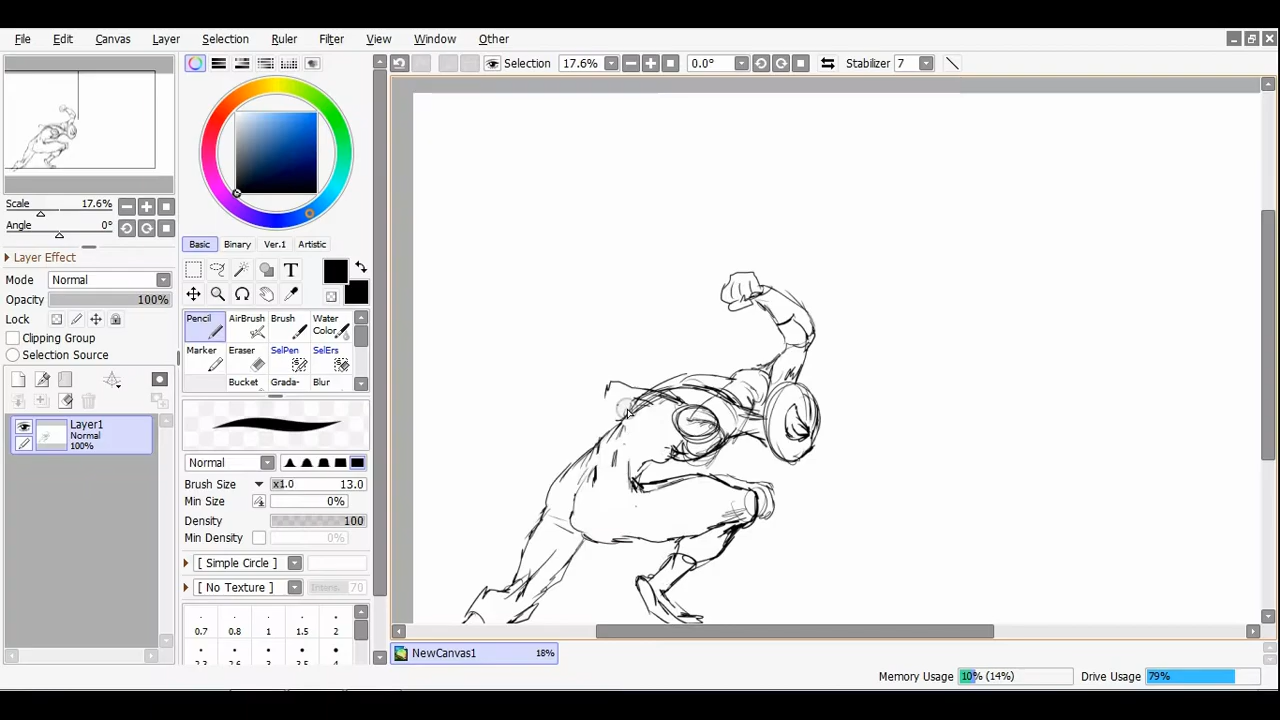 File Edit Canvas Layer Selection Ruler Filter View Window Other
Selection 17.6% 0.0° Stabilizer 7
Scale 17.6%
Angle 0°
Layer Effect
Mode Normal
Opacity 100%
Lock
Clipping Group
Selection Source
Layer1
Normal
100%
Basic Binary Ver.1 Artistic
T
Pencil AirBrush Brush Water Color
Marker Eraser SelPen SelErs
Bucket Grada- Blur
Normal
Brush Size x1.0 13.0
Min Size 0%
Density 100
Min Density 0%
[ Simple Circle ]
[ No Texture ] Intens. 70
0.7 0.8 1 1.5 2
NewCanvas1 18%
Memory Usage 10% (14%) Drive Usage 79%